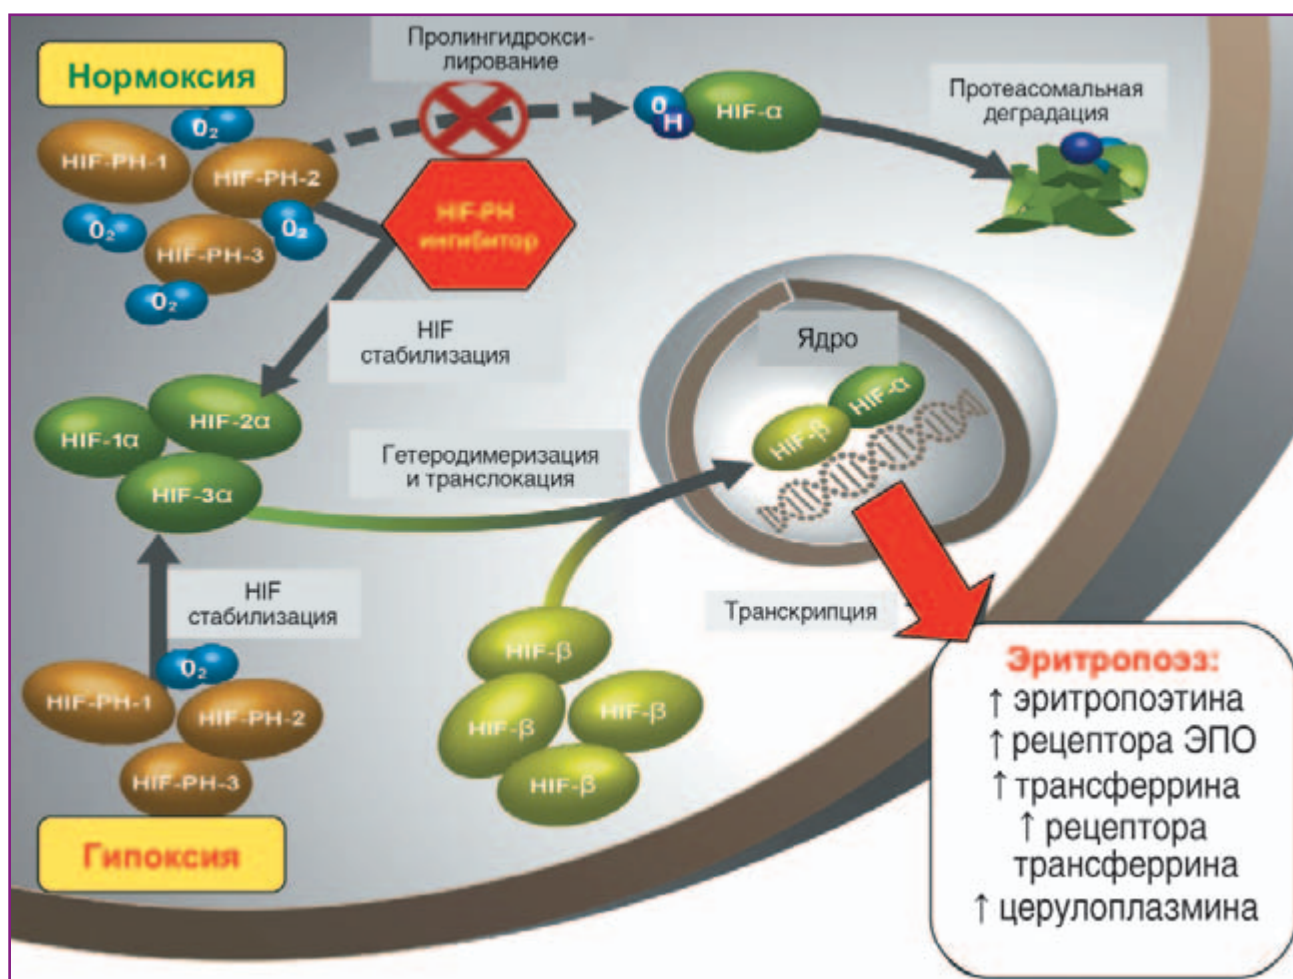 Нормоксия
Пролингидрокси-
лирование
O₂
HIF-PH-1
HIF-PH-2
O₂
O₂
HIF-PH-3
O₂
HIF-PH
ингибитор
O
H
HIF-α
Протеасомальная
деградация
HIF
стабилизация
Ядро
HIF-α
HIF-β
HIF-1α
HIF-2α
HIF-3α
Гетеродимеризация
и транслокация
HIF
стабилизация
O₂
HIF-PH-1
HIF-PH-2
HIF-PH-3
Гипоксия
HIF-β
HIF-β
HIF-β
HIF-β
Транскрипция
Эритропоэз:
↑ эритропоэтина
↑ рецептора ЭПО
↑ трансферрина
↑ рецептора
трансферрина
↑ церулоплазмина